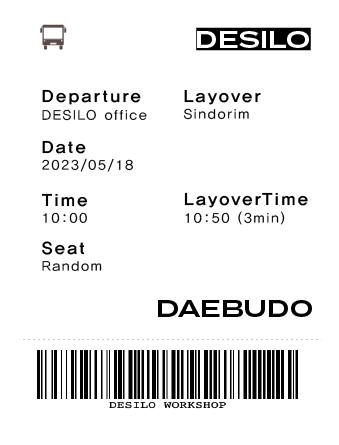 DESILO
Departure
DESILO office
Layover
Sindorim
Date
2023/05/18
Time
10:00
LayoverTime
10:50 (3min)
Seat
Random
DAEBUDO
DESILO WORKSHOP